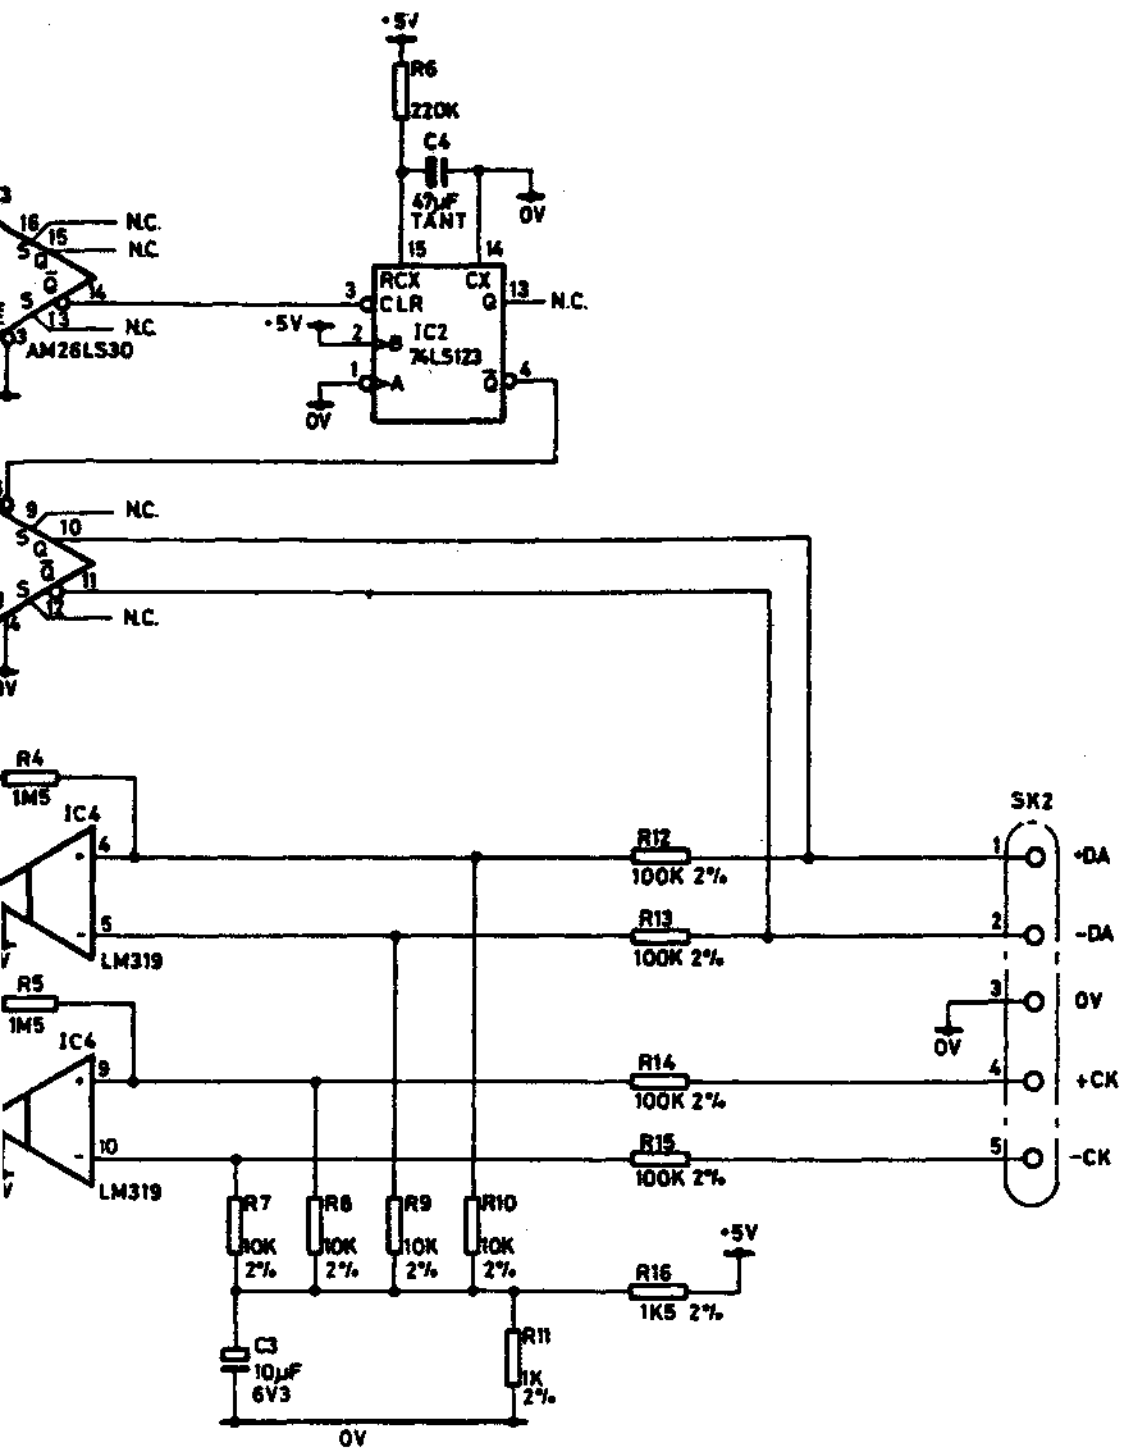 +5V
R6
220K
C4
47µF
TANT
0V
3
16
15
N.C.
N.C.
S
Q
Q̅
S
14
13
N.C.
3
AM26LS30
15
14
RCX
CX
3
CLR
Q
13
N.C.
+5V
2
B
IC2
74LS123
1
A
Q̅
4
0V
9
N.C.
10
S
Q
Q̅
11
S
12
N.C.
4
R4
1M5
IC4
4
+
5
-
LM319
R12
100K 2%
R13
100K 2%
SK2
1
+DA
2
-DA
3
0V
0V
4
+CK
5
-CK
R5
1M5
IC4
9
+
10
-
LM319
R14
100K 2%
R15
100K 2%
R7
10K
2%
R8
10K
2%
R9
10K
2%
R10
10K
2%
+5V
R16
1K5 2%
C3
10µF
6V3
R11
1K
2%
0V